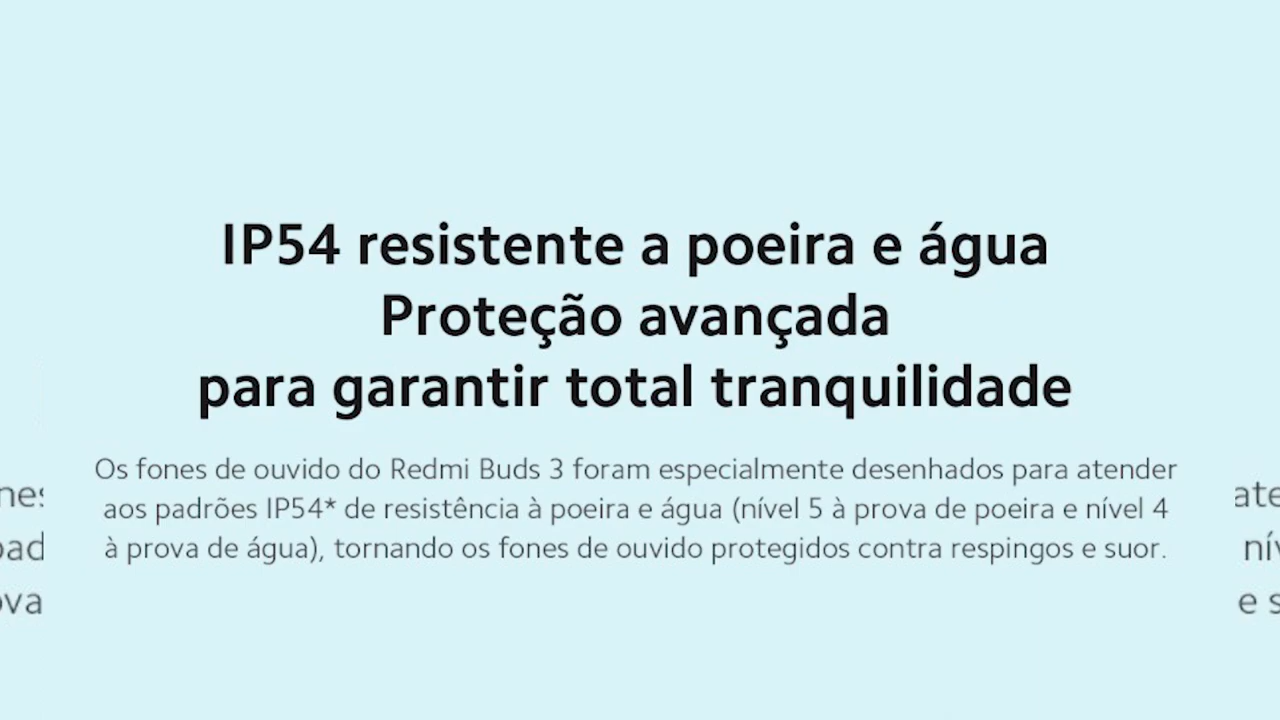 IP54 resistente a poeira e água
Proteção avançada
para garantir total tranquilidade
Os fones de ouvido do Redmi Buds 3 foram especialmente desenhados para atender
aos padrões IP54* de resistência à poeira e água (nível 5 à prova de poeira e nível 4
à prova de água), tornando os fones de ouvido protegidos contra respingos e suor.